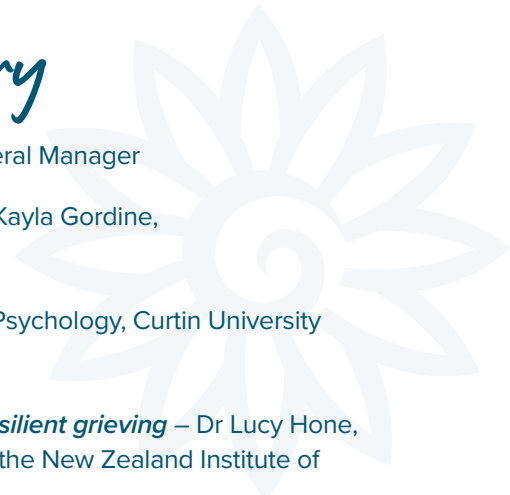 ry
eral Manager
Kayla Gordine,
Psychology, Curtin University
silient grieving – Dr Lucy Hone,
the New Zealand Institute of